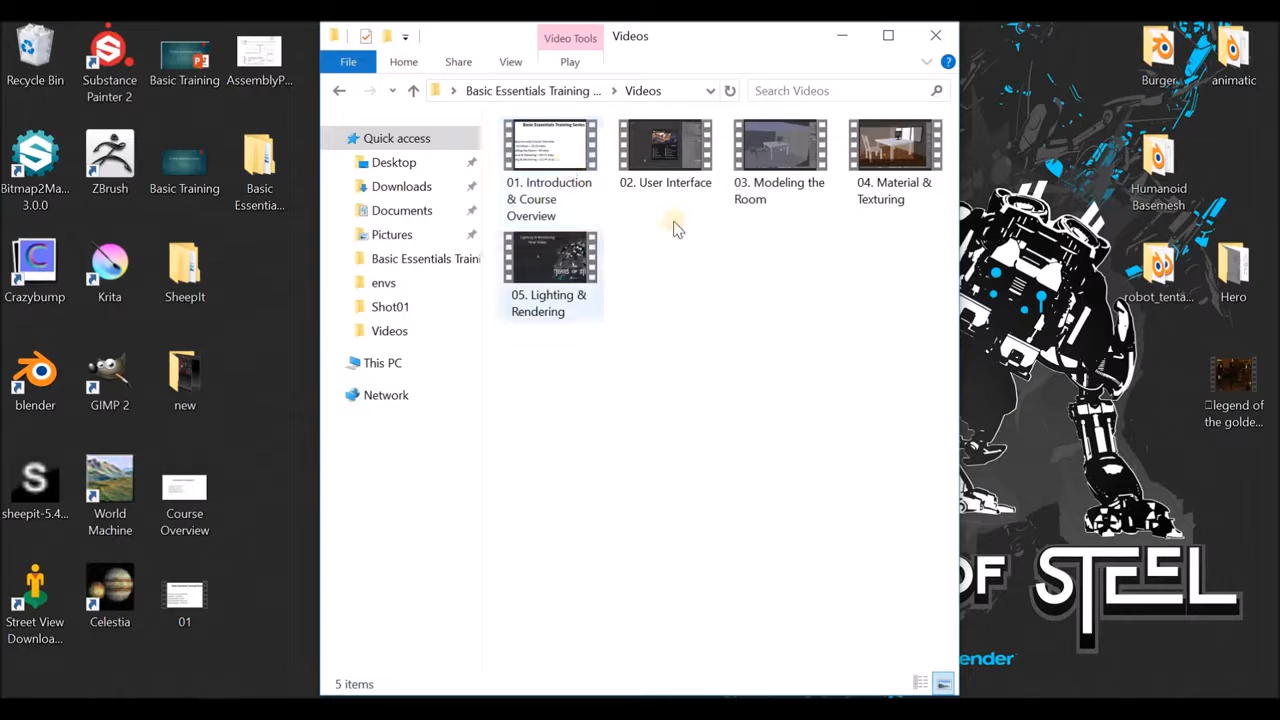 Video Tools
Videos
File
Home
Share
View
Play
Basic Essentials Training ...
Videos
Search Videos
Quick access
Desktop
Downloads
Documents
Pictures
Basic Essentials Traini
envs
Shot01
Videos
This PC
Network
Basic Essentials Training Series
01. Introduction
& Course
Overview
02. User Interface
03. Modeling the
Room
04. Material &
Texturing
05. Lighting &
Rendering
5 items
Recycle Bin
Substance
Painter 2
Basic Training
AssemblyP...
Bitmap2Ma...
3.0.0
ZBrush
Basic Training
Basic
Essentia...
Crazybump
Krita
SheepIt
blender
GIMP 2
new
sheepit-5.4...
World
Machine
Course
Overview
Street View
Downloa...
Celestia
01
Burger
animatic
Humanoid
Basemesh
robot_tenta...
Hero
legend of
the golde...
OF STEEL
ender